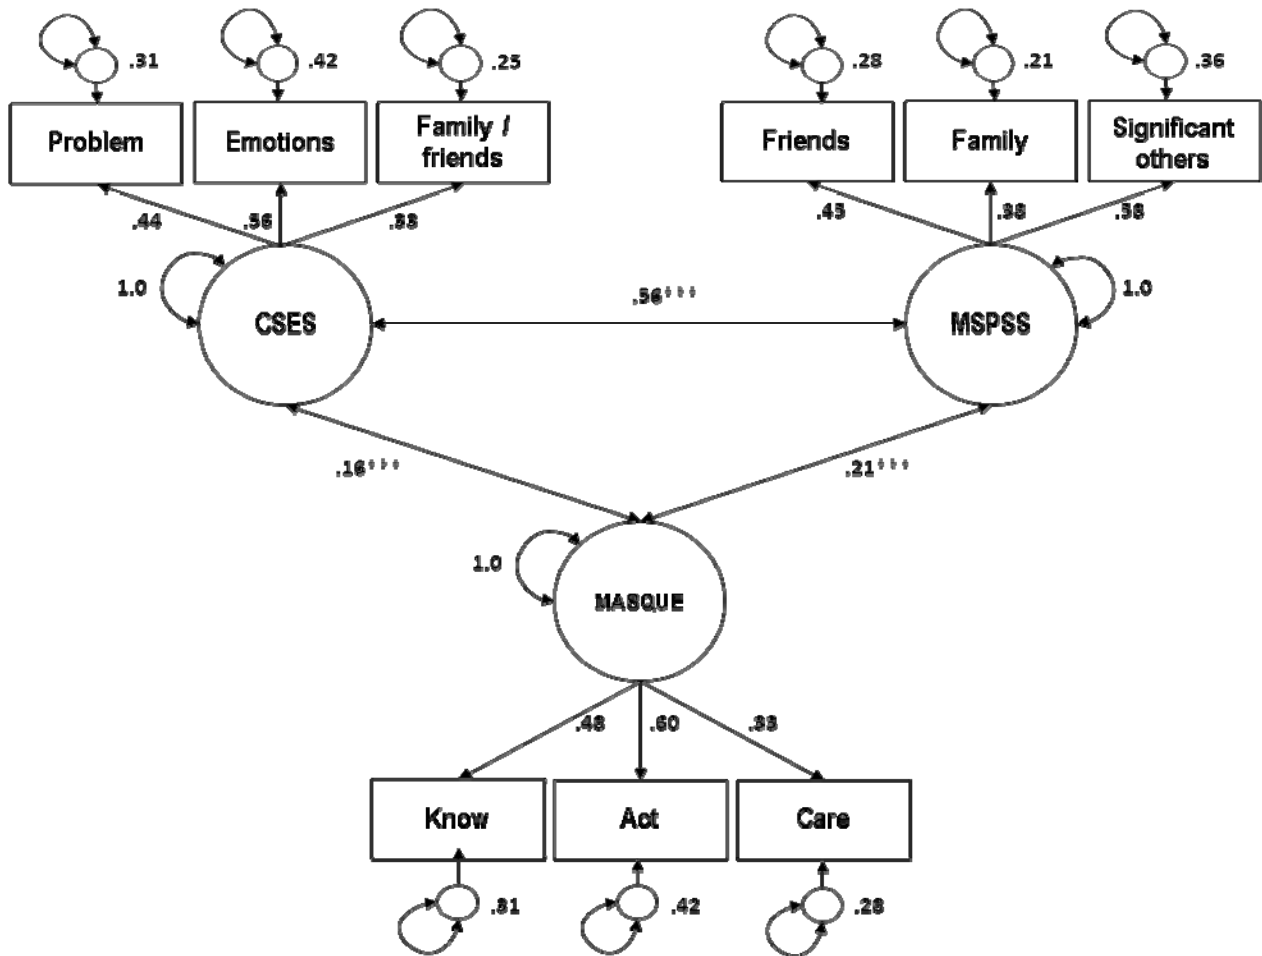 .31 .42 .25 .28 .21 .36
Problem Emotions Family / friends Friends Family Significant others
.44 .56 .33 .45 .38 .58
1.0 CSES .56*** MSPSS 1.0
.16*** .21***
1.0 MASQUE
.48 .60 .33
Know Act Care
.31 .42 .28